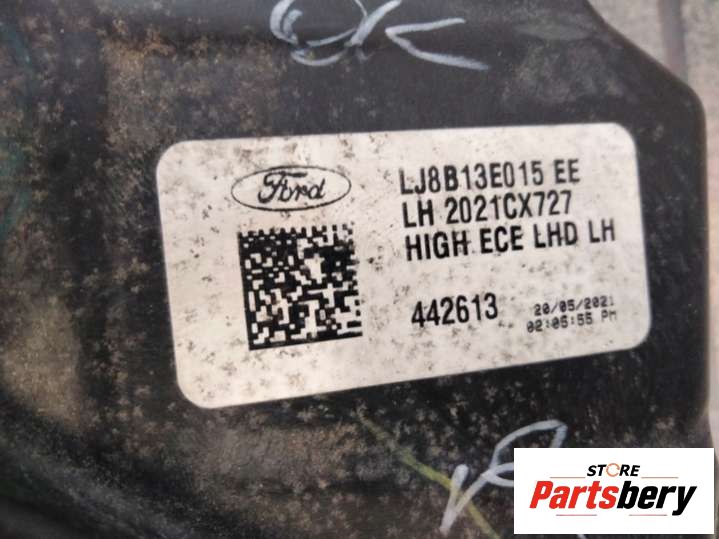 OK
Ford
LJ8B13E015 EE
LH 2021CX727
HIGH ECE LHD LH
442613
20/05/2021
02:05:55 PM
STORE
Partsbery